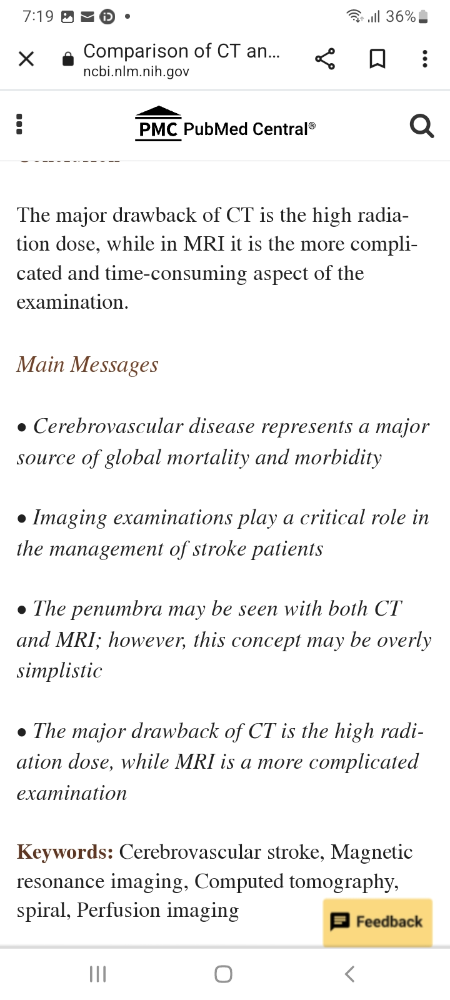 7:19
36%
Comparison of CT an...
ncbi.nlm.nih.gov
PMC PubMed Central®
The major drawback of CT is the high radia-
tion dose, while in MRI it is the more compli-
cated and time-consuming aspect of the
examination.
Main Messages
● Cerebrovascular disease represents a major
source of global mortality and morbidity
● Imaging examinations play a critical role in
the management of stroke patients
● The penumbra may be seen with both CT
and MRI; however, this concept may be overly
simplistic
● The major drawback of CT is the high radi-
ation dose, while MRI is a more complicated
examination
Keywords: Cerebrovascular stroke, Magnetic
resonance imaging, Computed tomography,
spiral, Perfusion imaging
Feedback